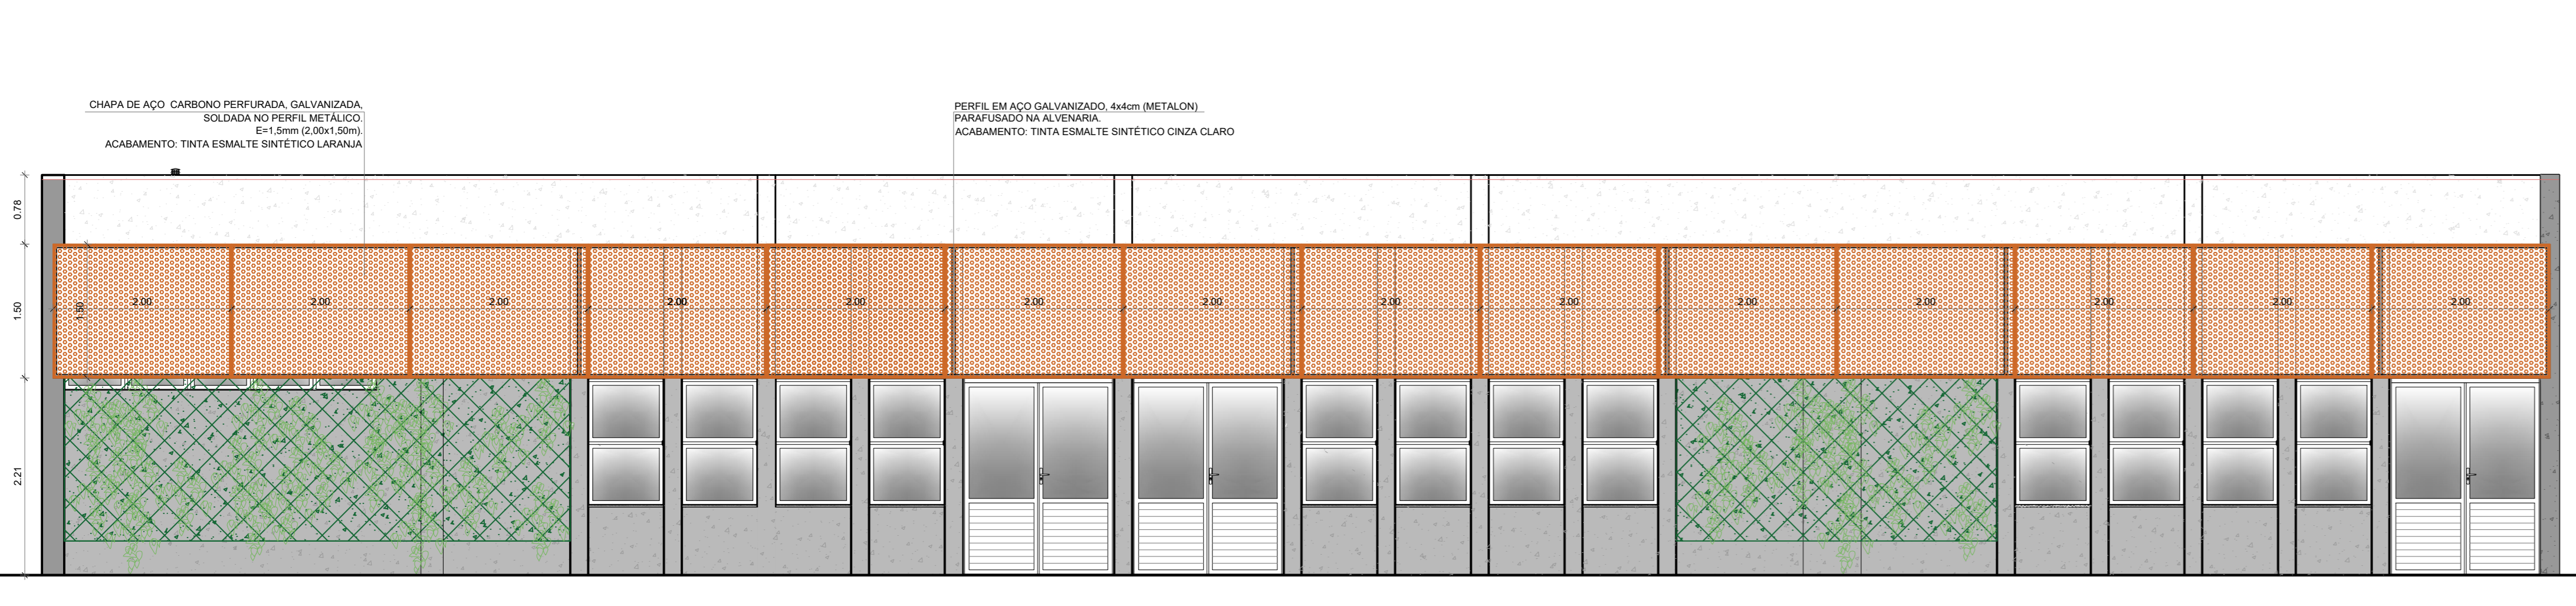 CHAPA DE AÇO CARBONO PERFURADA, GALVANIZADA,
SOLDADA NO PERFIL METÁLICO.
E=1,5mm (2,00x1,50m).
ACABAMENTO: TINTA ESMALTE SINTÉTICO LARANJA
PERFIL EM AÇO GALVANIZADO, 4x4cm (METALON)
PARAFUSADO NA ALVENARIA.
ACABAMENTO: TINTA ESMALTE SINTÉTICO CINZA CLARO
0.78
1.50
2.21
1.50
2.00 2.00 2.00 2.00 2.00 2.00 2.00 2.00 2.00 2.00 2.00 2.00 2.00 2.00